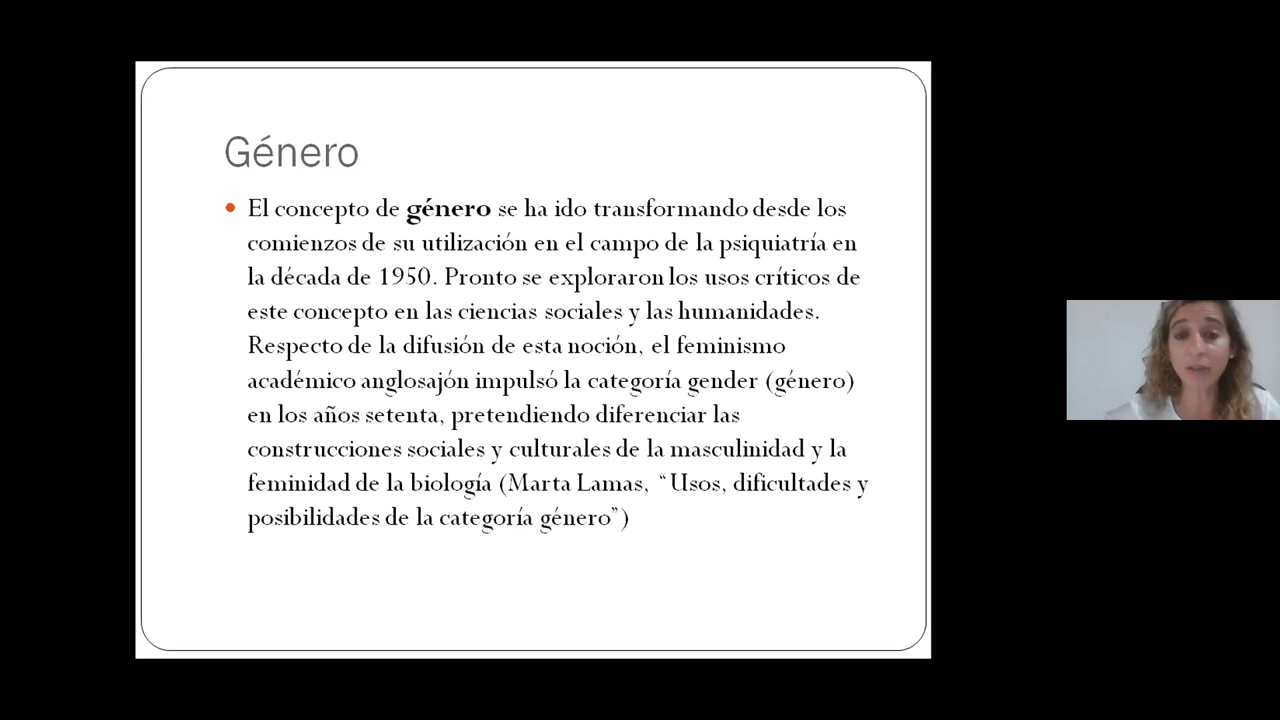 Género
El concepto de género se ha ido transformando desde los
comienzos de su utilización en el campo de la psiquiatría en
la década de 1950. Pronto se exploraron los usos críticos de
este concepto en las ciencias sociales y las humanidades.
Respecto de la difusión de esta noción, el feminismo
académico anglosajón impulsó la categoría gender (género)
en los años setenta, pretendiendo diferenciar las
construcciones sociales y culturales de la masculinidad y la
feminidad de la biología (Marta Lamas, “Usos, dificultades y
posibilidades de la categoría género”)